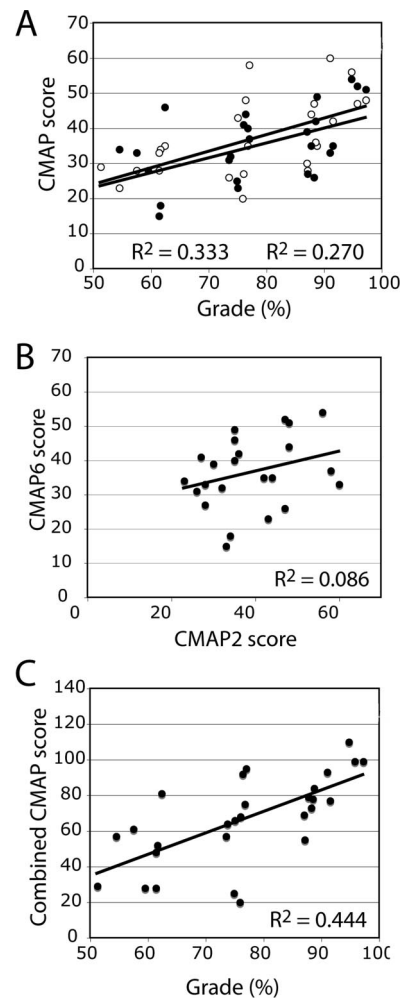 A
CMAP score
70
60
50
40
30
20
10
0
R² = 0.333 R² = 0.270
50 60 70 80 90 100
Grade (%)
B
CMAP6 score
70
60
50
40
30
20
10
0
R² = 0.086
0 20 40 60
CMAP2 score
C
Combined CMAP score
140
120
100
80
60
40
20
0
R² = 0.444
50 60 70 80 90 100
Grade (%)